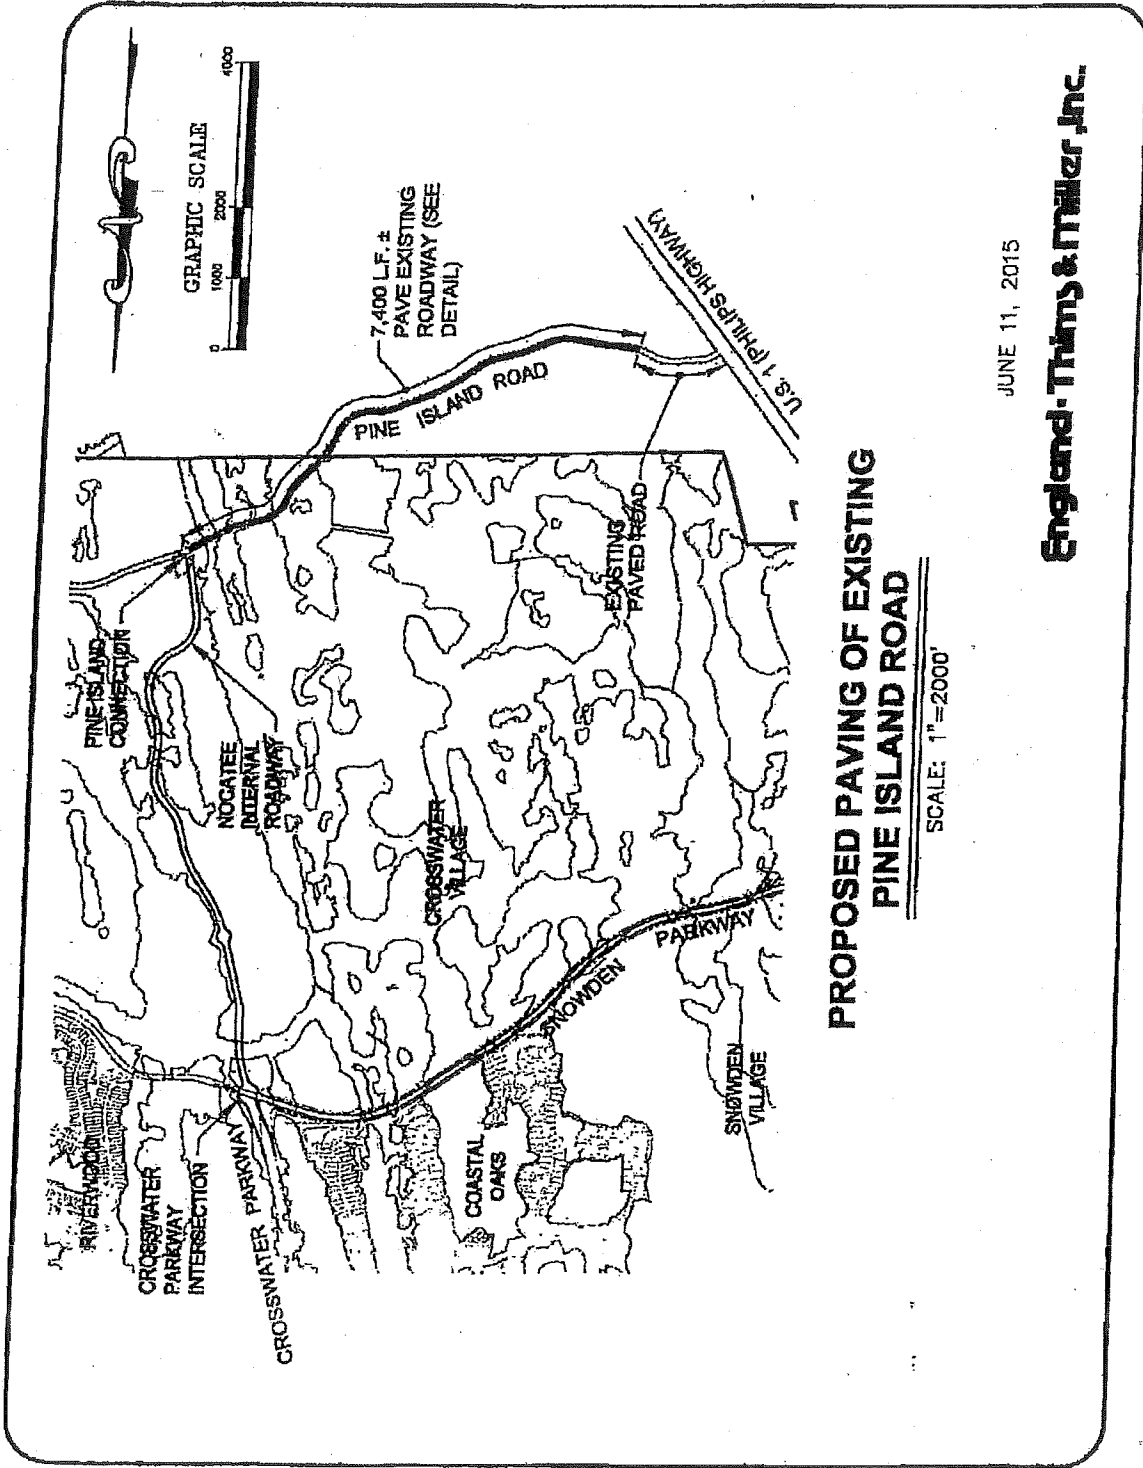 GRAPHIC SCALE
0 1000 2000 4000
7,400 L.F. ±
PAVE EXISTING
ROADWAY (SEE
DETAIL)
PINE ISLAND ROAD
U.S. 1 (PHILIPS HIGHWAY)
PINE ISLAND
CONNECTION
NOCATEE
INTERNAL
ROADWAY
EXISTING
PAVED ROAD
CROSSWATER
VILLAGE
SNOWDEN PARKWAY
RIVERWOOD
CROSSWATER
PARKWAY
INTERSECTION
CROSSWATER PARKWAY
COASTAL
OAKS
SNOWDEN
VILLAGE
PROPOSED PAVING OF EXISTING
PINE ISLAND ROAD
SCALE: 1"=2000'
JUNE 11, 2015
England-Thims & Miller, Inc.